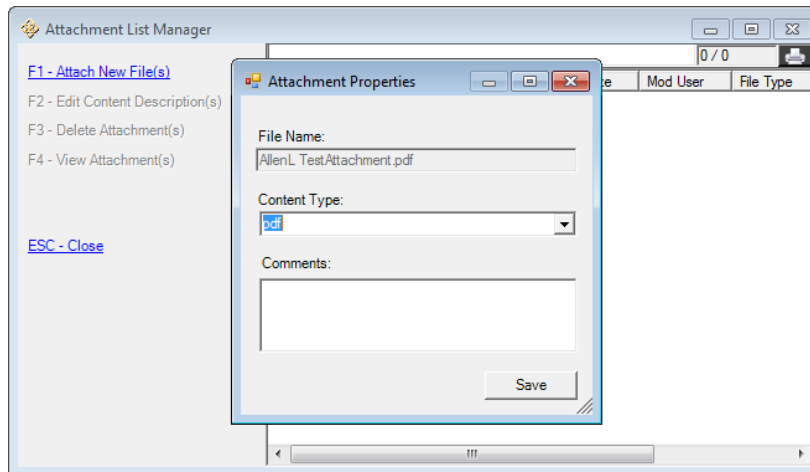 Attachment List Manager
0 / 0
F1 - Attach New File(s)
F2 - Edit Content Description(s)
F3 - Delete Attachment(s)
F4 - View Attachment(s)
ESC - Close
Mod User
File Type
Attachment Properties
File Name:
AllenL TestAttachment.pdf
Content Type:
pdf
Comments:
Save